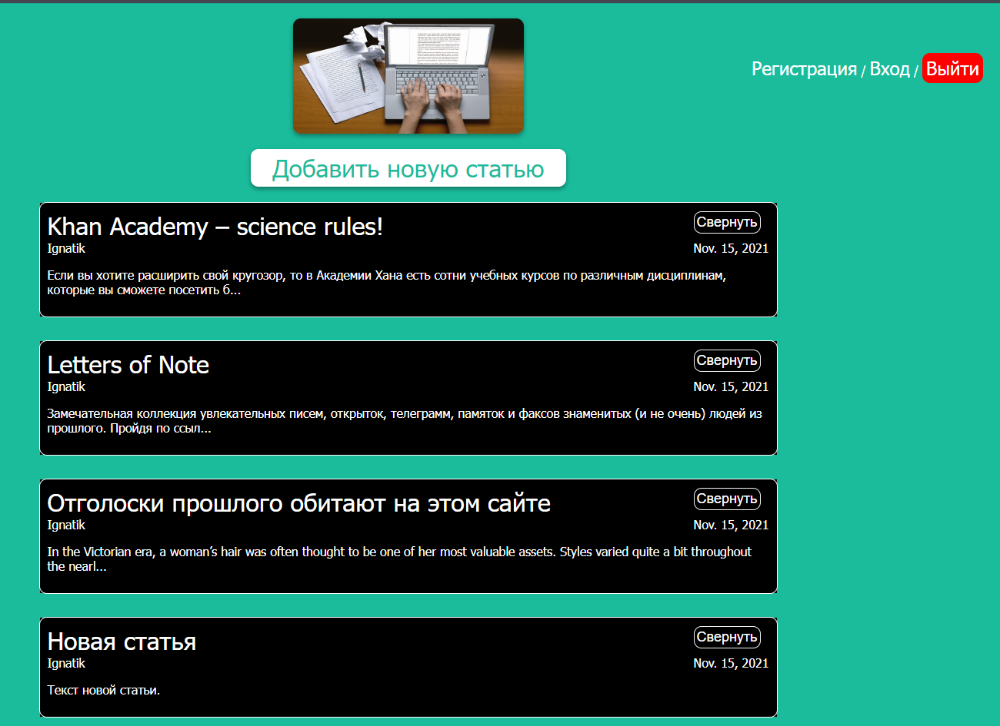 Регистрация / Вход / Выйти
Добавить новую статью
Khan Academy – science rules!
Свернуть
Ignatik
Nov. 15, 2021
Если вы хотите расширить свой кругозор, то в Академии Хана есть сотни учебных курсов по различным дисциплинам,
которые вы сможете посетить б...
Letters of Note
Свернуть
Ignatik
Nov. 15, 2021
Замечательная коллекция увлекательных писем, открыток, телеграмм, памяток и факсов знаменитых (и не очень) людей из
прошлого. Пройдя по ссыл...
Отголоски прошлого обитают на этом сайте
Свернуть
Ignatik
Nov. 15, 2021
In the Victorian era, a woman’s hair was often thought to be one of her most valuable assets. Styles varied quite a bit throughout
the nearl...
Новая статья
Свернуть
Ignatik
Nov. 15, 2021
Текст новой статьи.